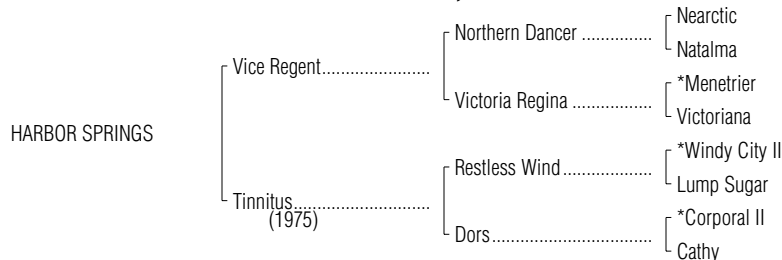 Nearctic
Northern Dancer ...............
Natalma
Vice Regent.......................
*Menetrier
Victoria Regina .................
Victoriana
HARBOR SPRINGS
*Windy City II
Restless Wind...................
Lump Sugar
Tinnitus.............................
(1975)
*Corporal II
Dors..................................
Cathy